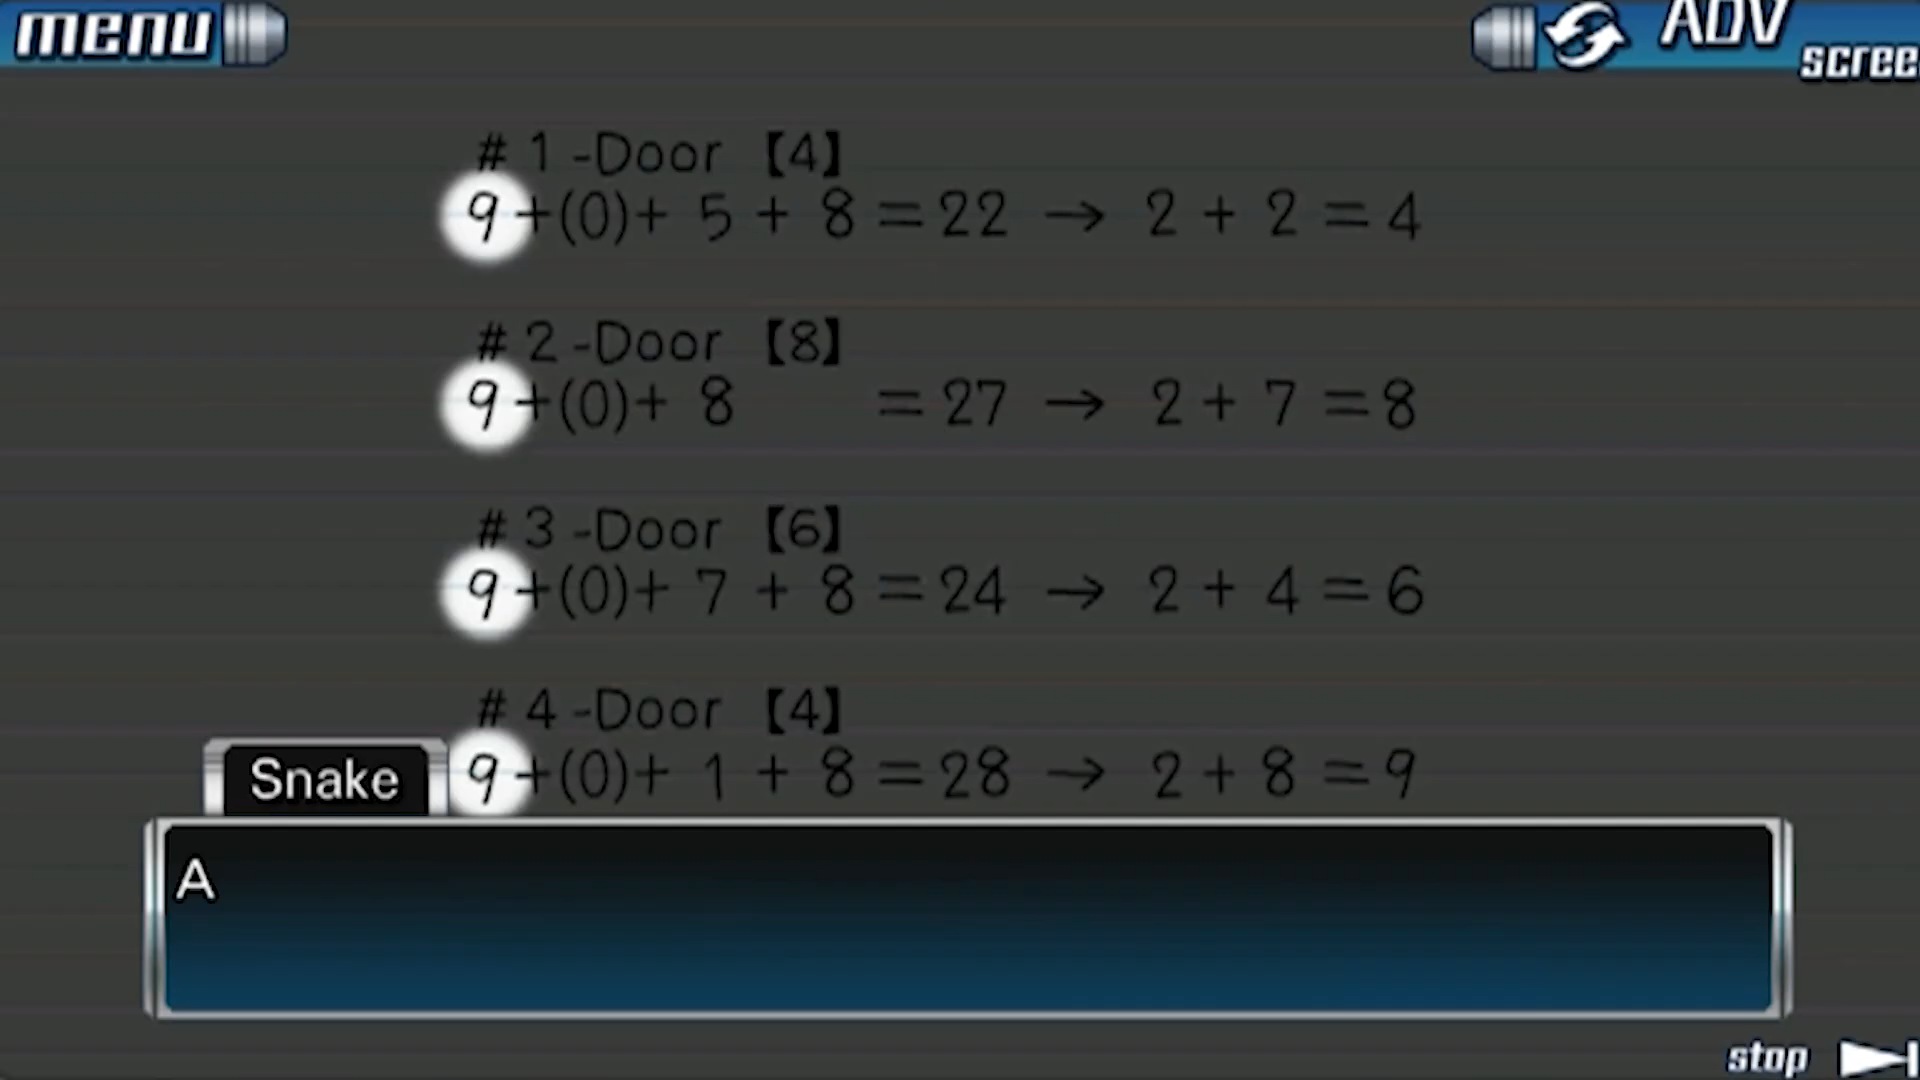 menu
ADV
scree
# 1 -Door 【4】
9 +(0)+ 5 + 8 = 22 → 2 + 2 = 4
# 2 -Door 【8】
9 +(0)+ 8 = 27 → 2 + 7 = 8
# 3 -Door 【6】
9 +(0)+ 7 + 8 = 24 → 2 + 4 = 6
# 4 -Door 【4】
9 +(0)+ 1 + 8 = 28 → 2 + 8 = 9
Snake
A
stop